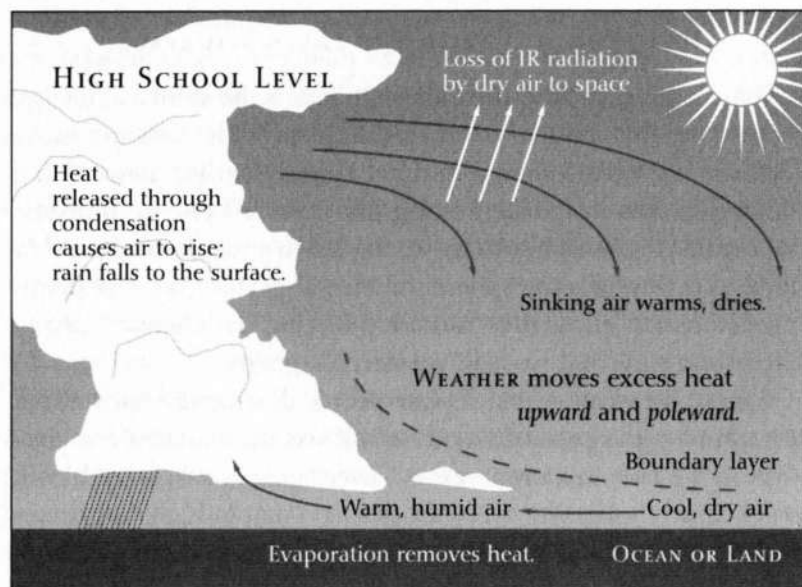 HIGH SCHOOL LEVEL
Loss of IR radiation
by dry air to space
Heat
released through
condensation
causes air to rise;
rain falls to the surface.
Sinking air warms, dries.
WEATHER moves excess heat
upward and poleward.
Boundary layer
Warm, humid air
Cool, dry air
Evaporation removes heat.
OCEAN OR LAND